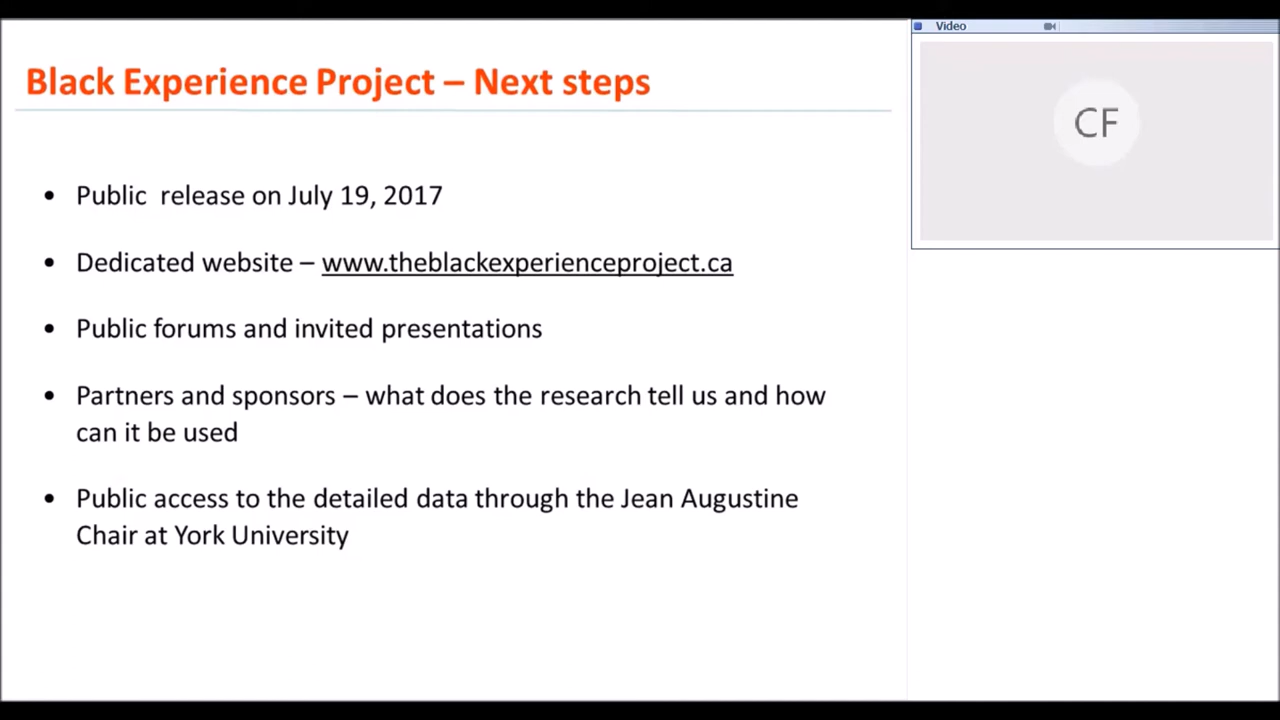 Black Experience Project – Next steps
• Public  release on July 19, 2017
• Dedicated website – www.theblackexperienceproject.ca
• Public forums and invited presentations
• Partners and sponsors – what does the research tell us and how
can it be used
• Public access to the detailed data through the Jean Augustine
Chair at York University
Video
CF